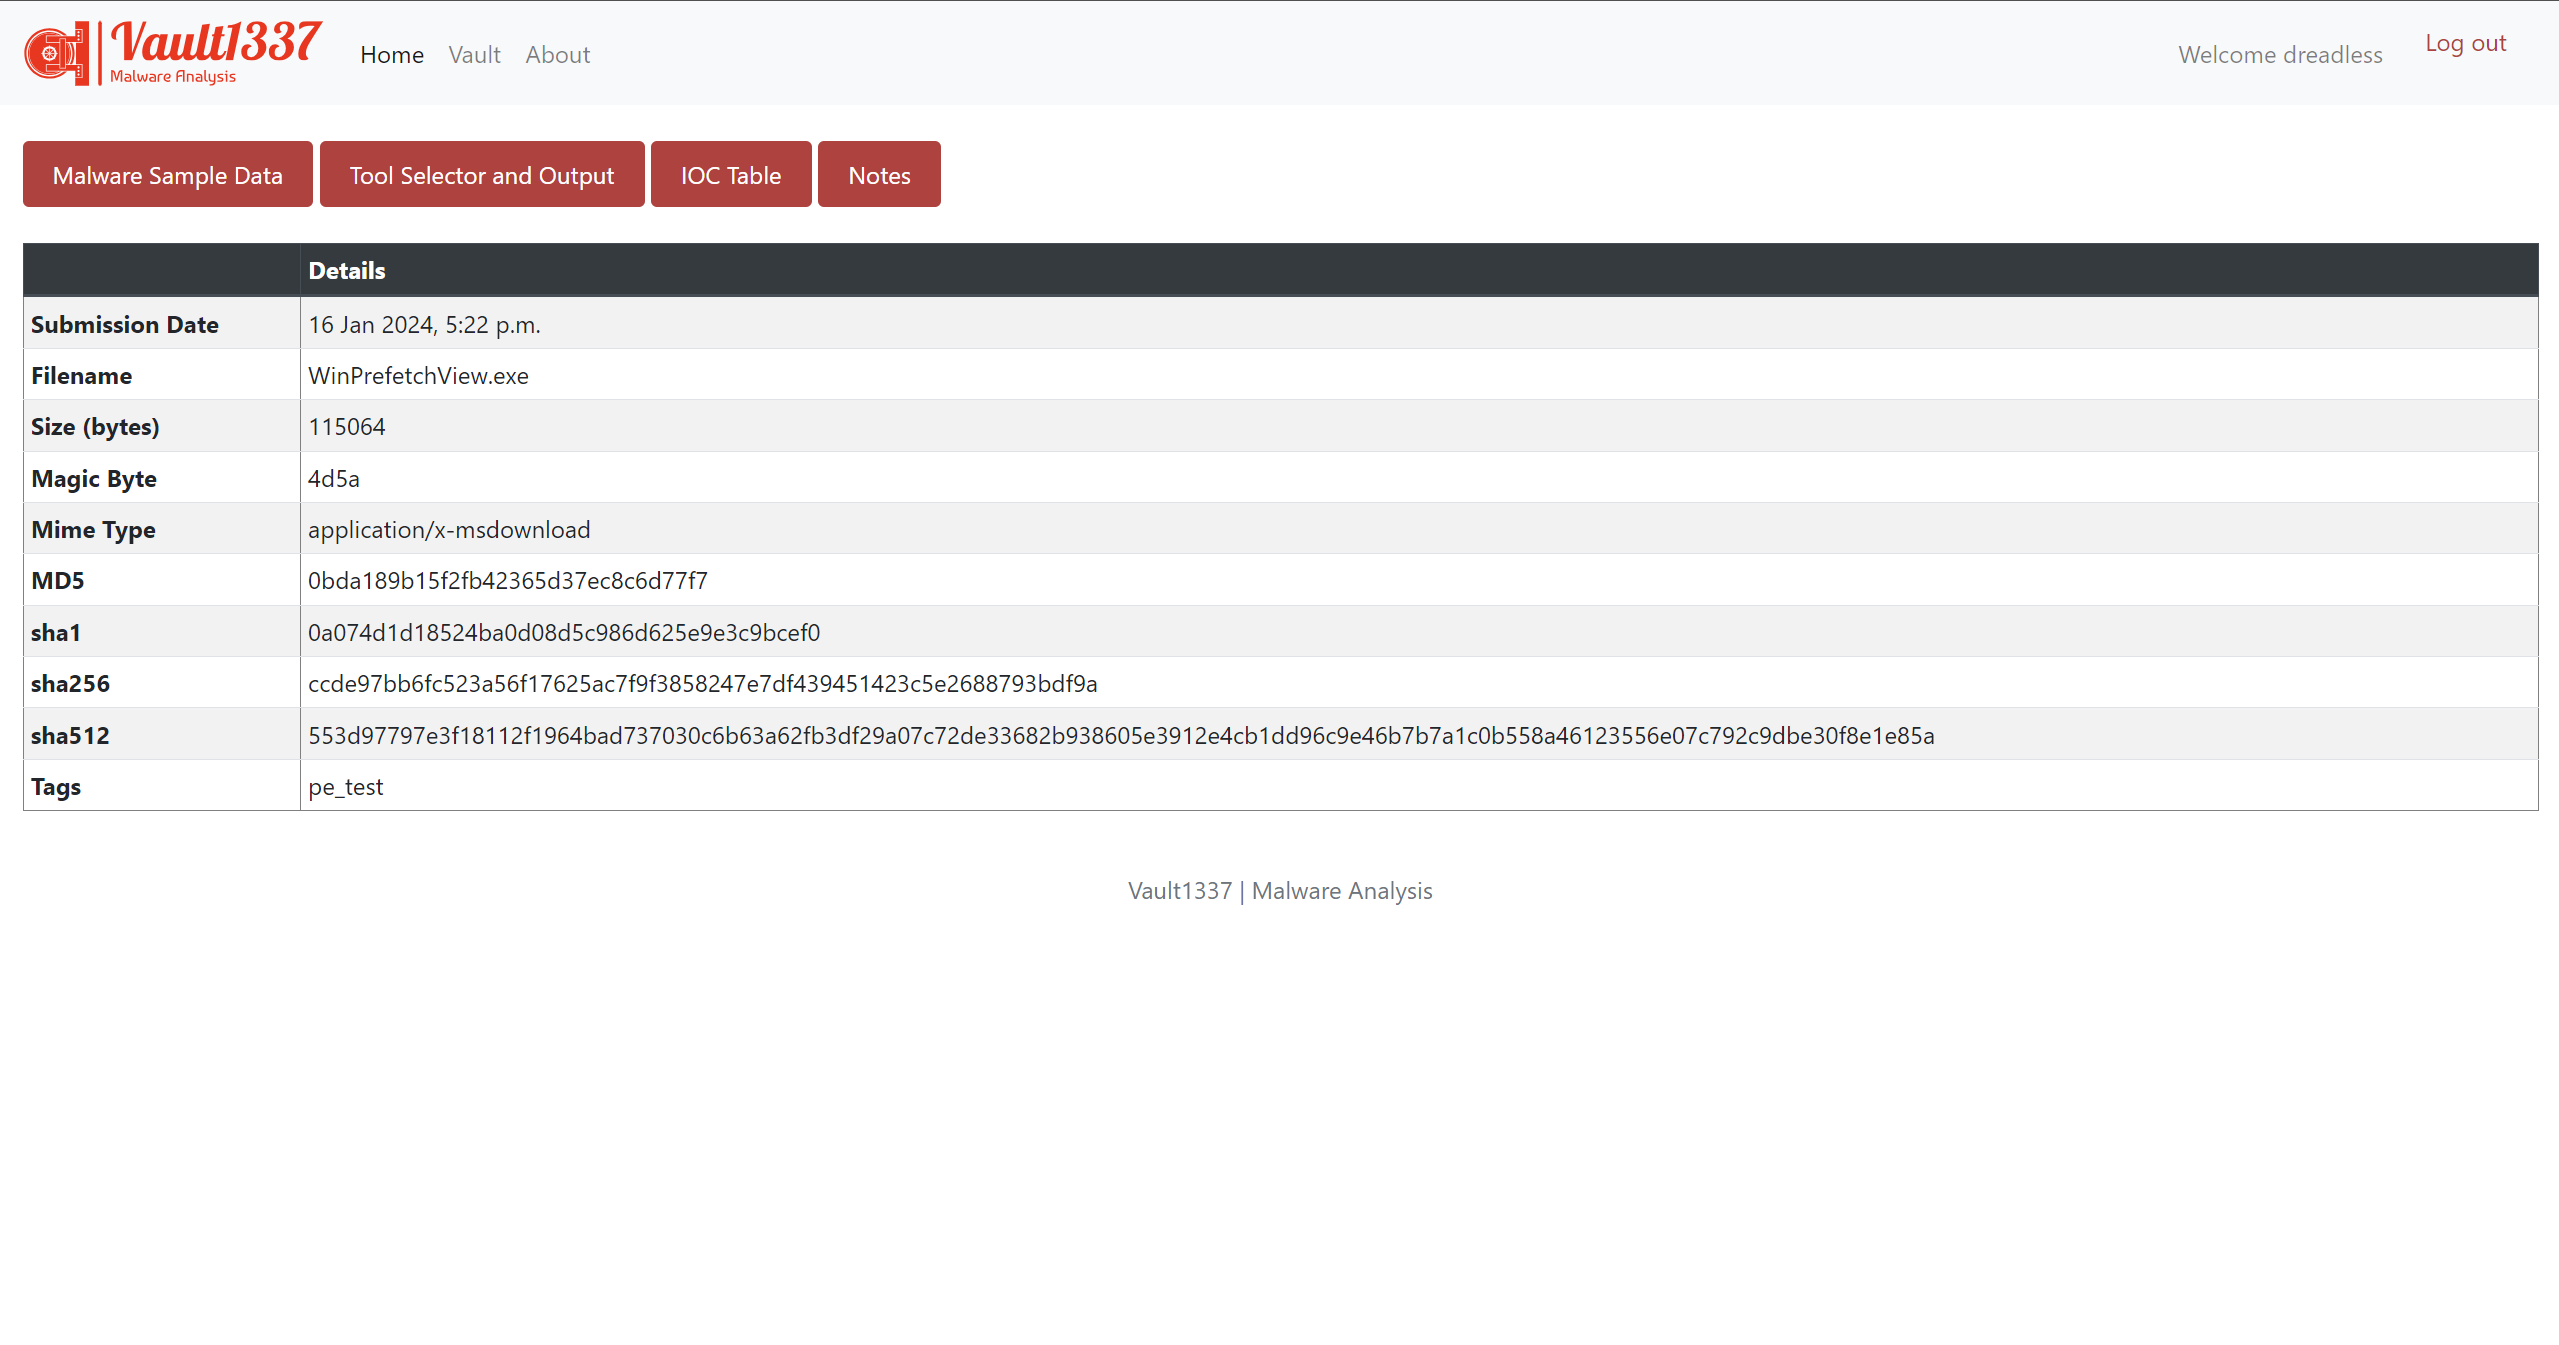 Vault1337
Malware Analysis
Home Vault About
Welcome dreadless Log out
Malware Sample Data Tool Selector and Output IOC Table Notes
Details
Submission Date 16 Jan 2024, 5:22 p.m.
Filename WinPrefetchView.exe
Size (bytes) 115064
Magic Byte 4d5a
Mime Type application/x-msdownload
MD5 0bda189b15f2fb42365d37ec8c6d77f7
sha1 0a074d1d18524ba0d08d5c986d625e9e3c9bcef0
sha256 ccde97bb6fc523a56f17625ac7f9f3858247e7df439451423c5e2688793bdf9a
sha512 553d97797e3f18112f1964bad737030c6b63a62fb3df29a07c72de33682b938605e3912e4cb1dd96c9e46b7b7a1c0b558a46123556e07c792c9dbe30f8e1e85a
Tags pe_test
Vault1337 | Malware Analysis